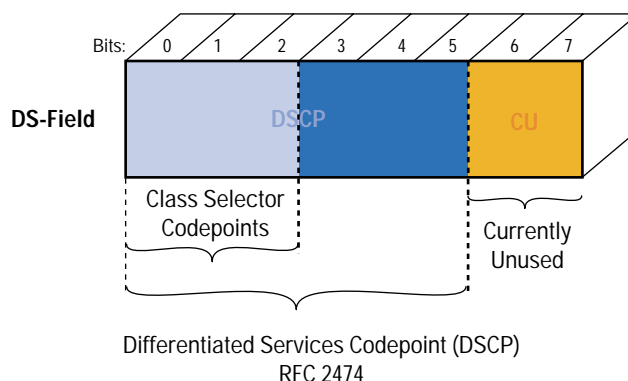 Bits: 0 1 2 3 4 5 6 7
DS-Field
DSCP
CU
Class Selector
Codepoints
Currently
Unused
Differentiated Services Codepoint (DSCP)
RFC 2474